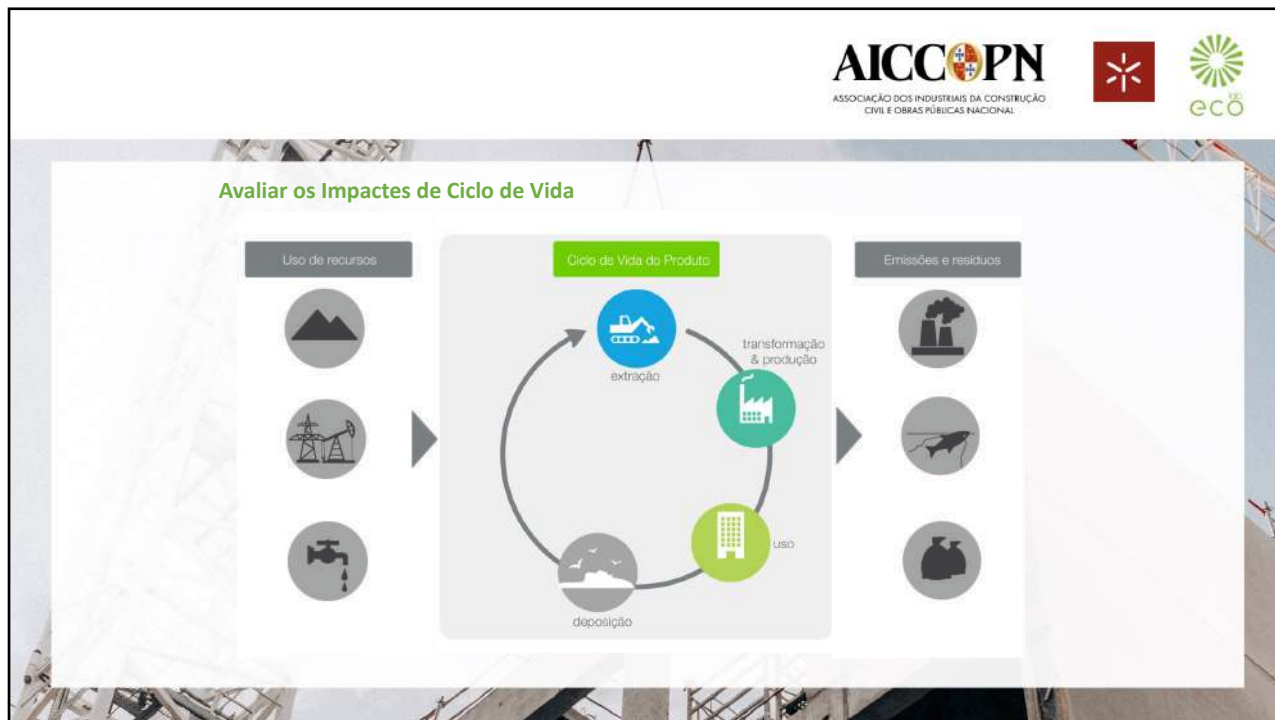 AICCOPN
ASSOCIAÇÃO DOS INDUSTRIAIS DA CONSTRUÇÃO
CIVIL E OBRAS PÚBLICAS NACIONAL
eco
Avaliar os Impactes de Ciclo de Vida
Uso de recursos
Ciclo de Vida do Produto
Emissões e resíduos
extração
transformação
& produção
uso
deposição